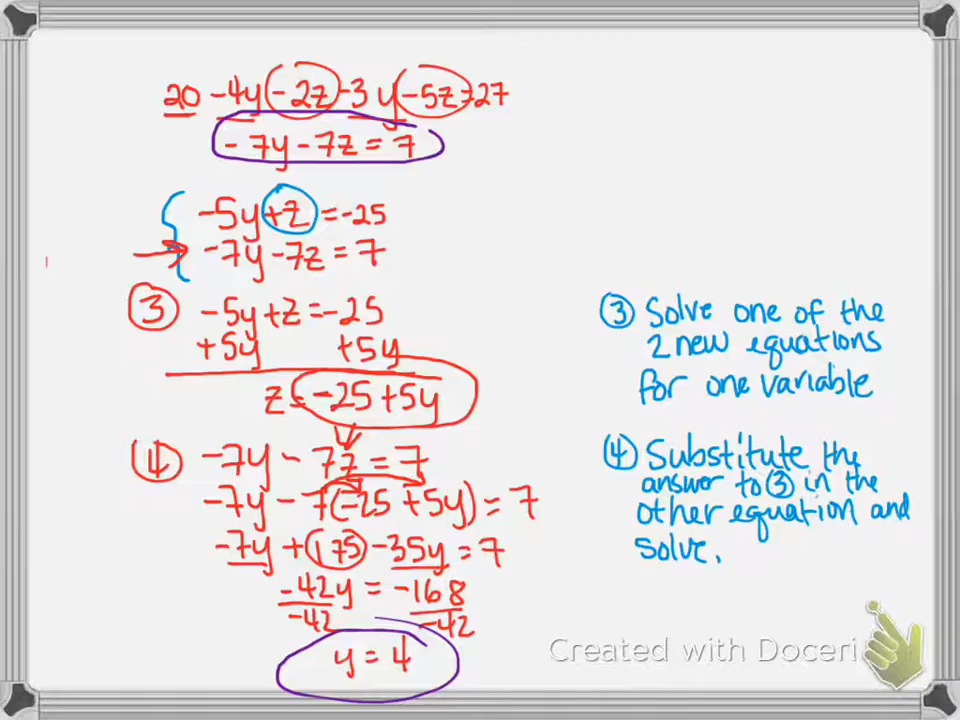 20 -4y -2z -3y -5z = 27
-7y - 7z = 7
-5y + z = -25
-7y - 7z = 7
③ -5y + z = -25
+5y +5y
z = -25 + 5y
④ -7y - 7z = 7
-7y - 7(-25 + 5y) = 7
-7y + 175 - 35y = 7
-42y = -168
-42 -42
y = 4
③ Solve one of the
2 new equations
for one variable
④ Substitute the
answer to ③ in the
other equation and
solve.
Created with Doceri